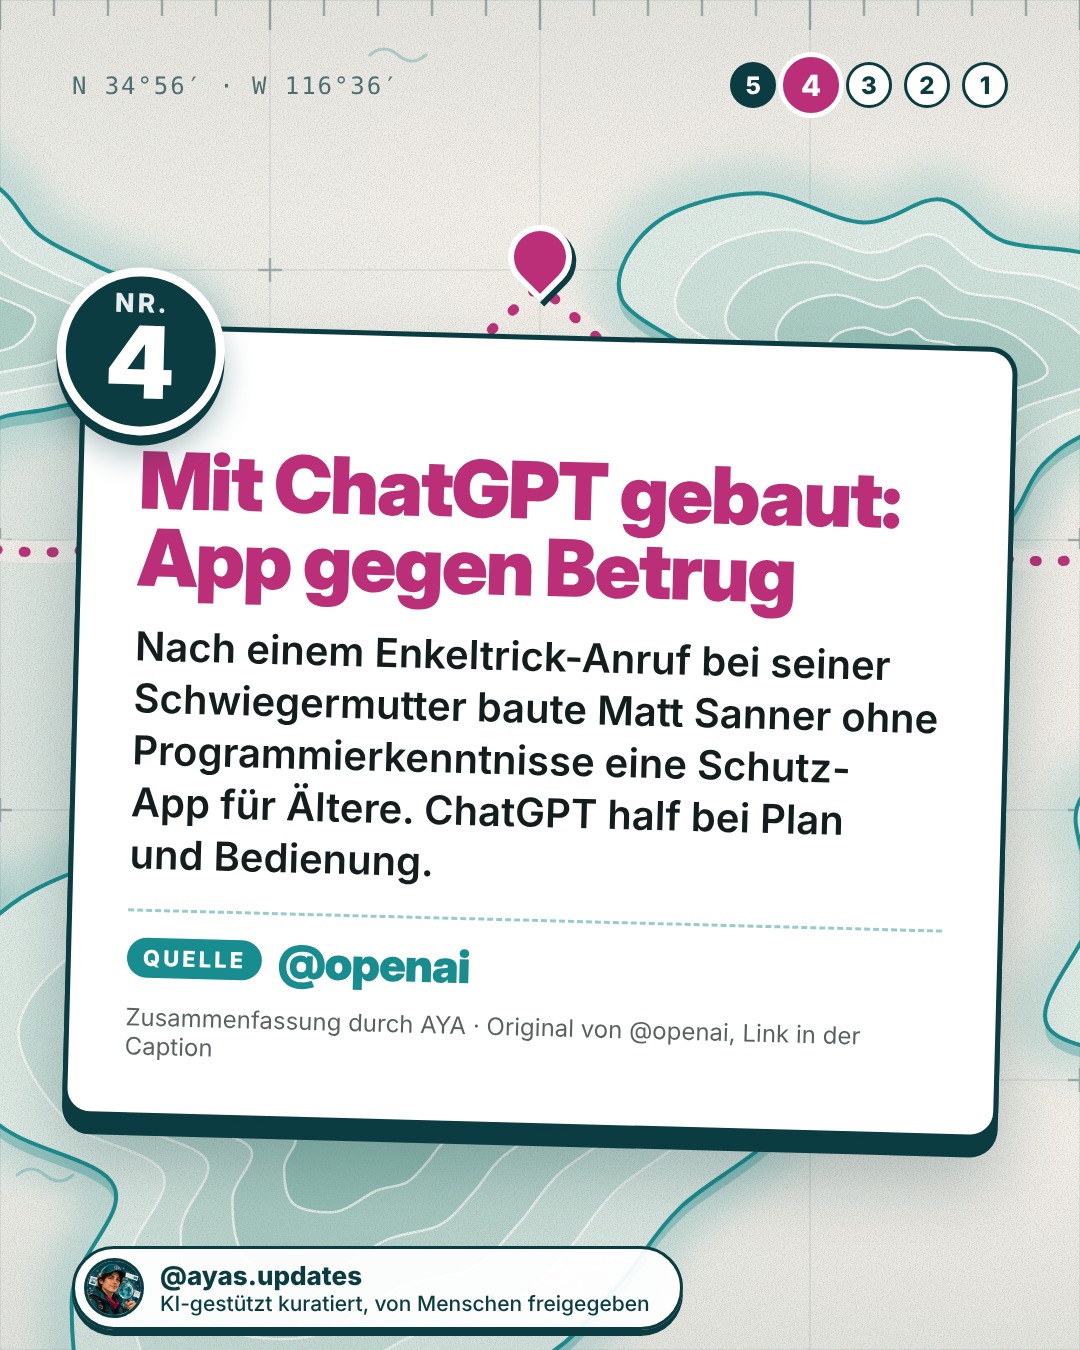 N 34°56′ · W 116°36′
5 4 3 2 1
NR.
4
Mit ChatGPT gebaut:
App gegen Betrug
Nach einem Enkeltrick-Anruf bei seiner
Schwiegermutter baute Matt Sanner ohne
Programmierkenntnisse eine Schutz-
App für Ältere. ChatGPT half bei Plan
und Bedienung.
QUELLE @openai
Zusammenfassung durch AYA · Original von @openai, Link in der
Caption
@ayas.updates
KI-gestützt kuratiert, von Menschen freigegeben